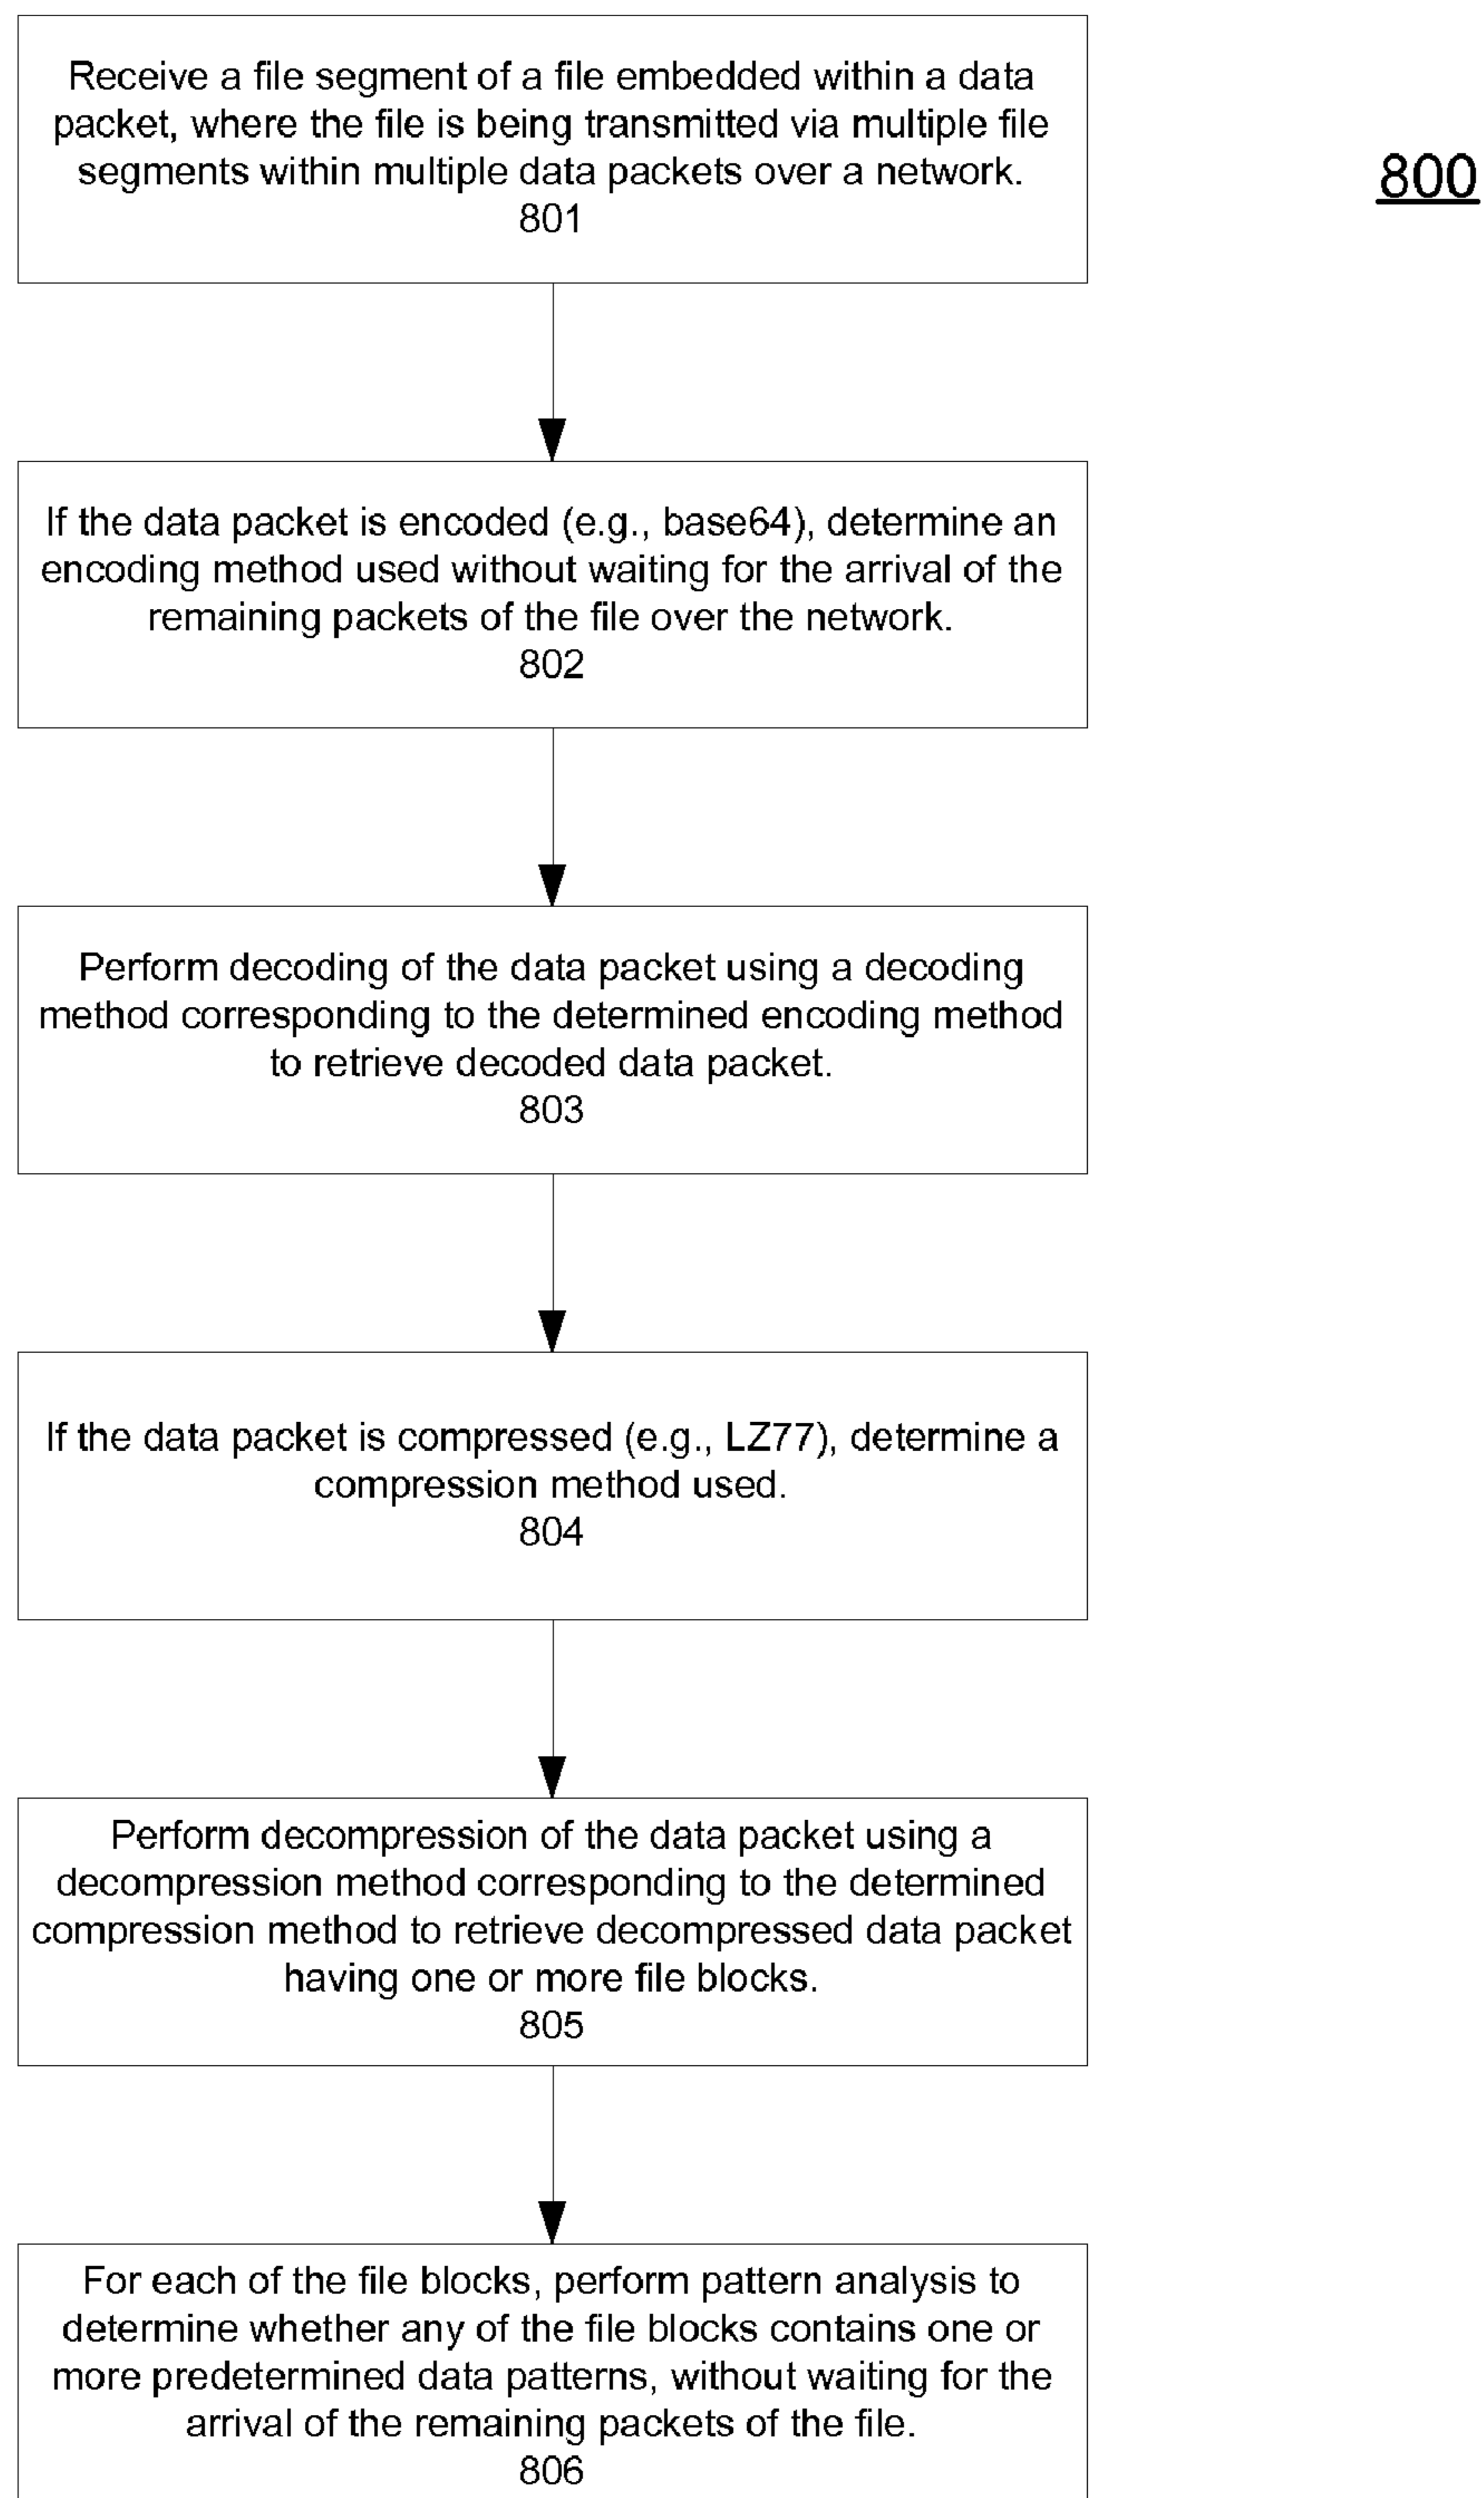 Receive a file segment of a file embedded within a data
packet, where the file is being transmitted via multiple file
segments within multiple data packets over a network.
801
800
If the data packet is encoded (e.g., base64), determine an
encoding method used without waiting for the arrival of the
remaining packets of the file over the network.
802
Perform decoding of the data packet using a decoding
method corresponding to the determined encoding method
to retrieve decoded data packet.
803
If the data packet is compressed (e.g., LZ77), determine a
compression method used.
804
Perform decompression of the data packet using a
decompression method corresponding to the determined
compression method to retrieve decompressed data packet
having one or more file blocks.
805
For each of the file blocks, perform pattern analysis to
determine whether any of the file blocks contains one or
more predetermined data patterns, without waiting for the
arrival of the remaining packets of the file.
806